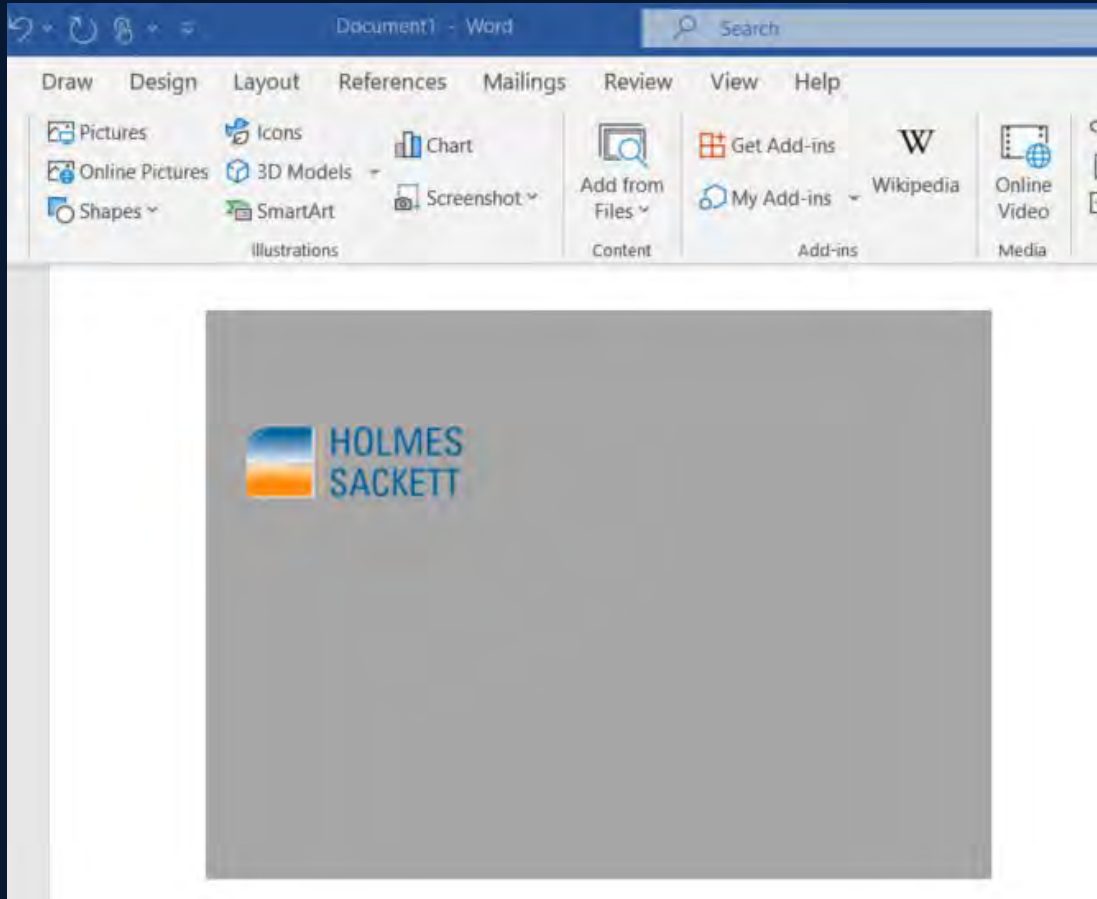 Document1 - Word
Search
Draw Design Layout References Mailings Review View Help
Pictures
Online Pictures
Shapes
Icons
3D Models
SmartArt
Chart
Screenshot
Illustrations
Add from
Files
Content
Get Add-ins
My Add-ins
Wikipedia
Add-ins
W
Online
Video
Media
HOLMES
SACKETT